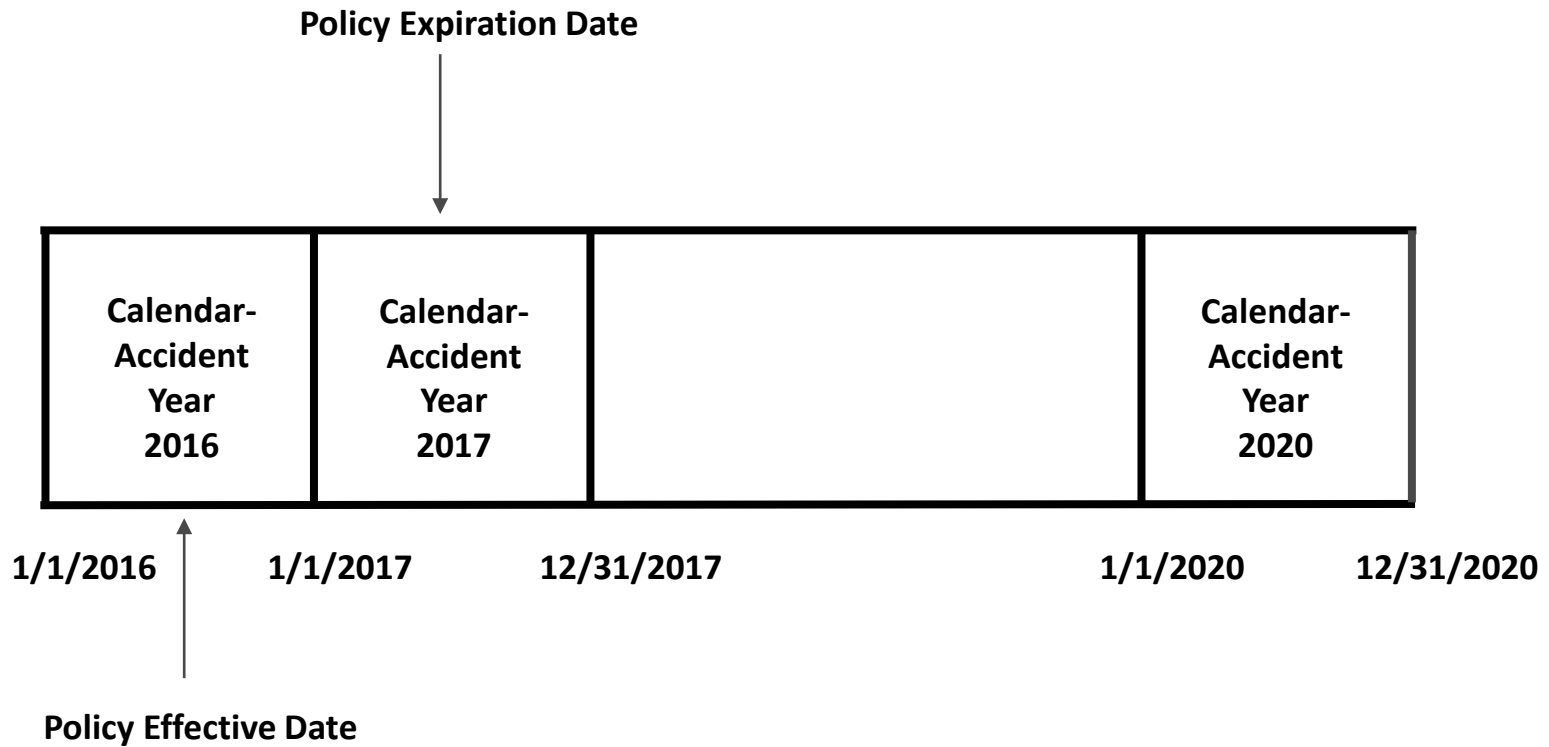 Policy Expiration Date
Calendar-
Accident
Year
2016
Calendar-
Accident
Year
2017
Calendar-
Accident
Year
2020
1/1/2016
1/1/2017
12/31/2017
1/1/2020
12/31/2020
Policy Effective Date